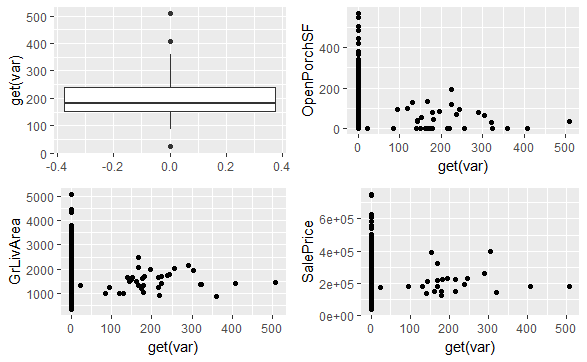 500
400
300
200
100
0
get(var)
-0.4 -0.2 0.0 0.2 0.4
400
200
0
OpenPorchSF
0 100 200 300 400 500
get(var)
5000
4000
3000
2000
1000
GrLivArea
0 100 200 300 400 500
get(var)
6e+05
4e+05
2e+05
0e+00
SalePrice
0 100 200 300 400 500
get(var)